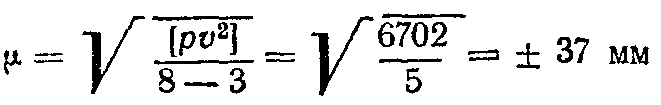 μ = √([pv²] / (8 — 3)) = √(6702 / 5) = ± 37 мм